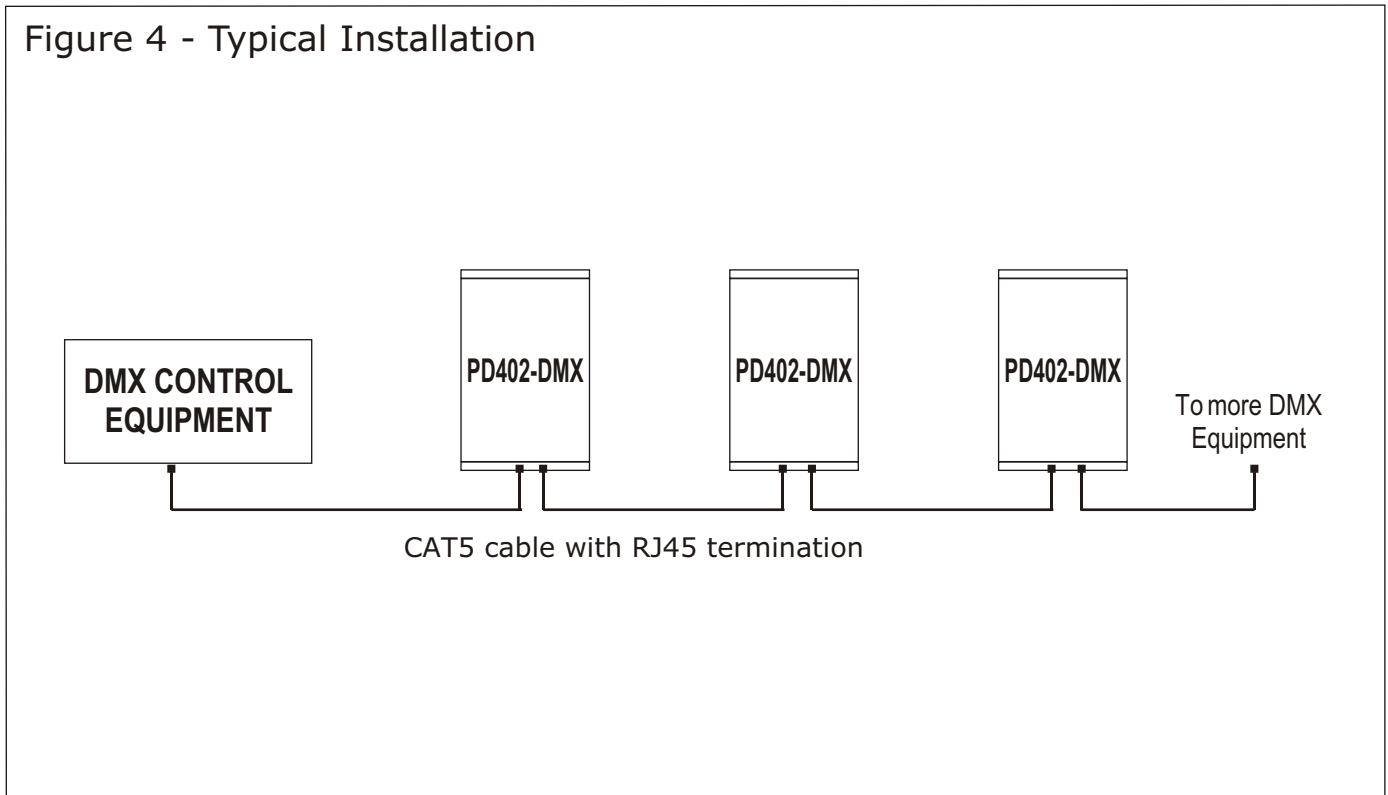 Figure 4 - Typical Installation
DMX CONTROL
EQUIPMENT
PD402-DMX
PD402-DMX
PD402-DMX
To more DMX
Equipment
CAT5 cable with RJ45 termination